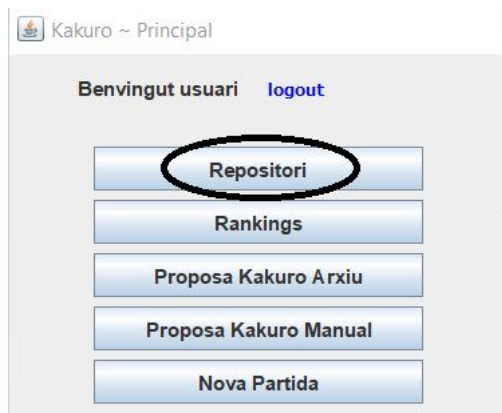 Kakuro ~ Principal
Benvingut usuari logout
Repositori
Rankings
Proposa Kakuro Arxiu
Proposa Kakuro Manual
Nova Partida